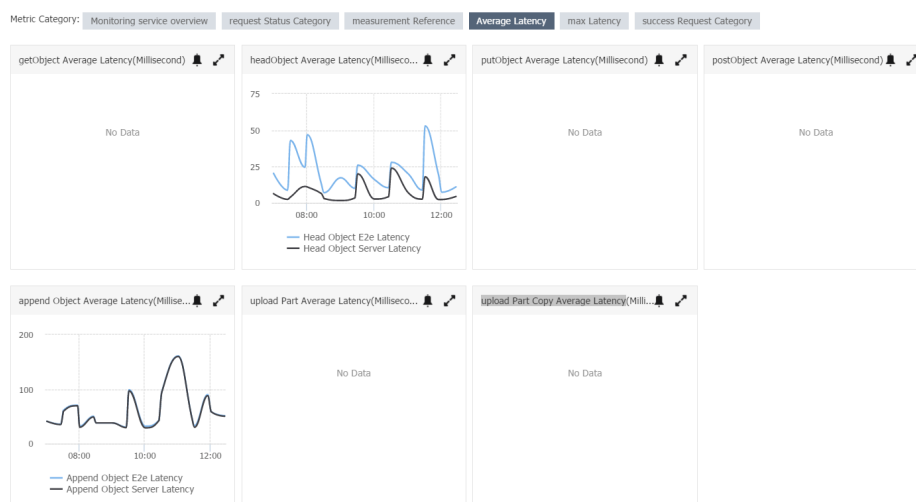 Metric Category: Monitoring service overview request Status Category measurement Reference Average Latency max Latency success Request Category
getObject Average Latency(Millisecond)
No Data
headObject Average Latency(Milliseco...
75
50
25
0
08:00 10:00 12:00
Head Object E2e Latency
Head Object Server Latency
putObject Average Latency(Millisecond)
No Data
postObject Average Latency(Millisecond)
No Data
append Object Average Latency(Millise...
200
100
0
08:00 10:00 12:00
Append Object E2e Latency
Append Object Server Latency
upload Part Average Latency(Milliseco...
No Data
upload Part Copy Average Latency(Milli...
No Data